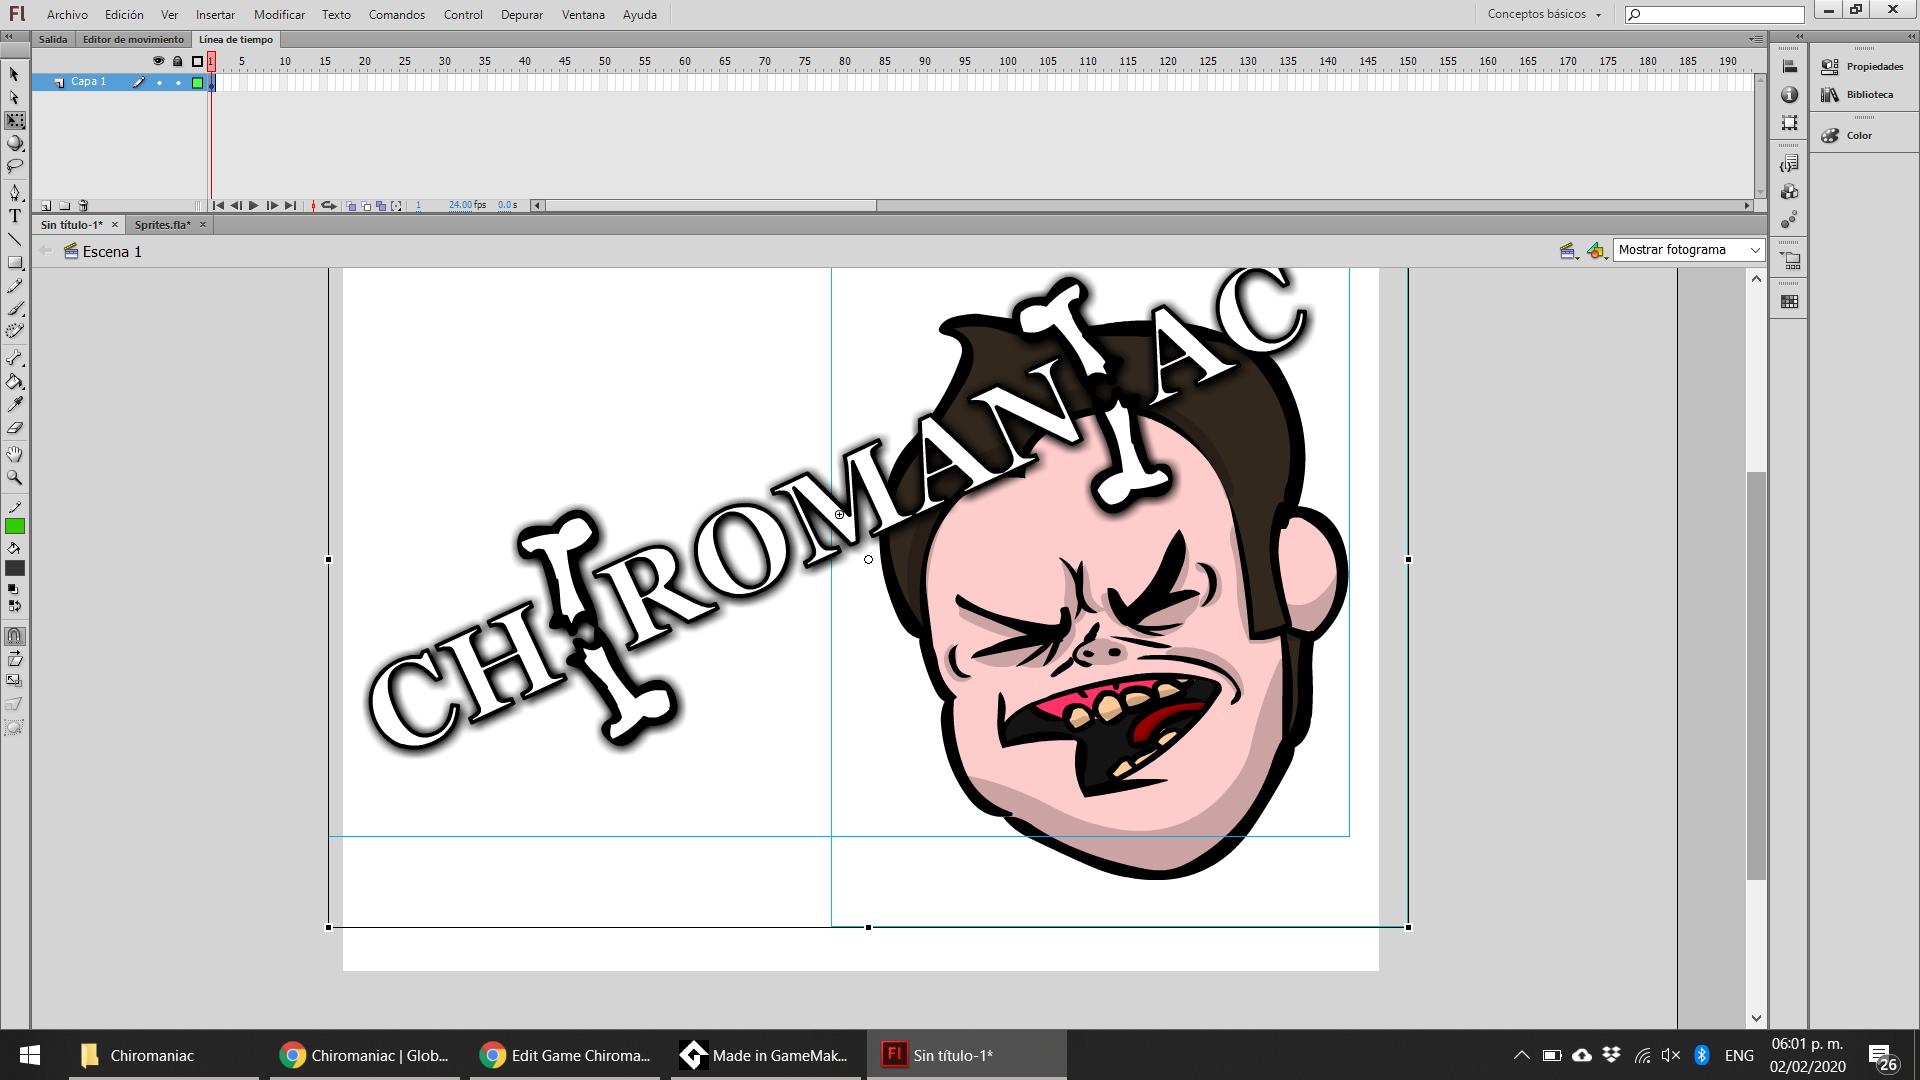 Fl Archivo Edición Ver Insertar Modificar Texto Comandos Control Depurar Ventana Ayuda Conceptos básicos
Salida Editor de movimiento Línea de tiempo
1 5 10 15 20 25 30 35 40 45 50 55 60 65 70 75 80 85 90 95 100 105 110 115 120 125 130 135 140 145 150 155 160 165 170 175 180 185 190
Capa 1
1 24.00 fps 0.0 s
Sin título-1* Sprites.fla*
Escena 1 Mostrar fotograma
Propiedades
Biblioteca
Color
T
CHIROMANIAC
Chiromaniac
Chiromaniac | Glob...
Edit Game Chiroma...
Made in GameMak...
Fl Sin título-1*
ENG
06:01 p. m.
02/02/2020
26